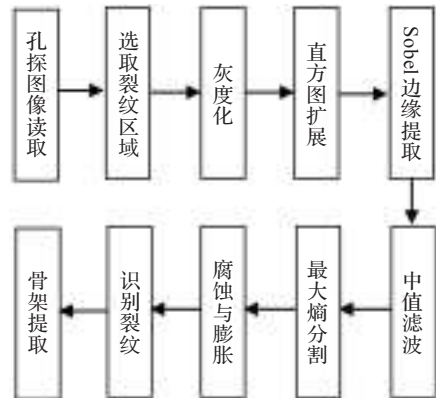 孔探图像读取
选取裂纹区域
灰度化
直方图扩展
Sobel边缘提取
中值滤波
最大熵分割
腐蚀与膨胀
识别裂纹
骨架提取